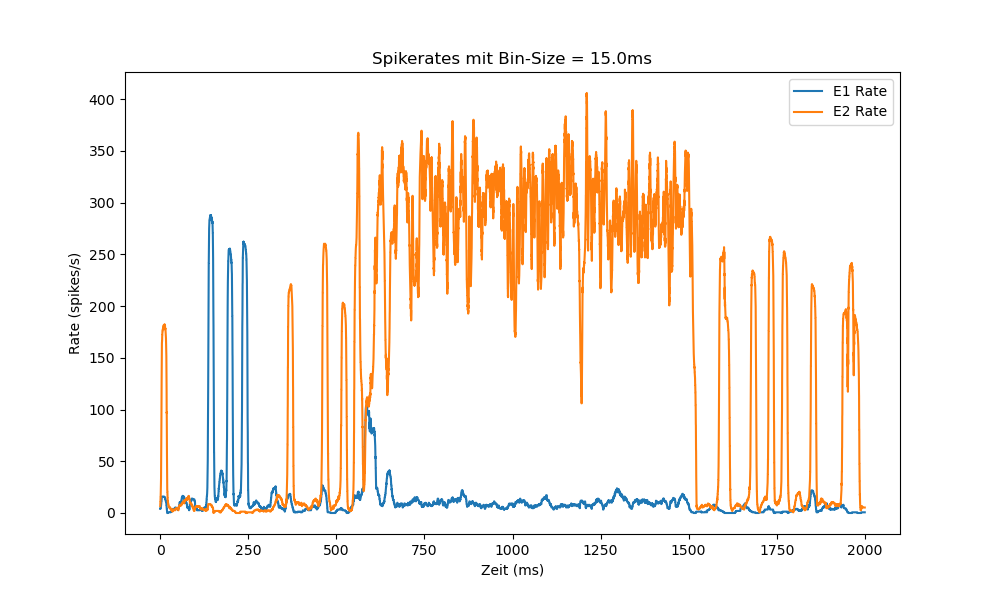 Spikerates mit Bin-Size = 15.0ms
E1 Rate
E2 Rate
400
350
300
250
200
150
100
50
0
Rate (spikes/s)
0 250 500 750 1000 1250 1500 1750 2000
Zeit (ms)